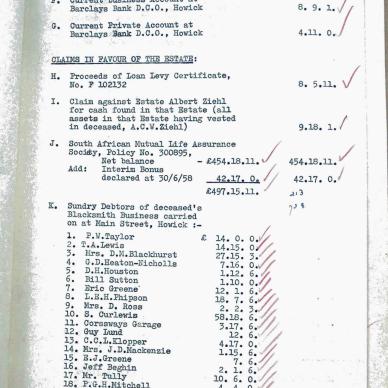 F. Current Business Account at
Barclays Bank D.C.O., Howick 8. 9. 1.
G. Current Private Account at
Barclays Bank D.C.O., Howick 4.11. 0.
CLAIMS IN FAVOUR OF THE ESTATE:
H. Proceeds of Loan Levy Certificate,
No. F 102132 8. 5.11.
I. Claim against Estate Albert Ziehl
for cash found in that Estate (all
assets in that Estate having vested
in deceased, A.C.W.Ziehl) 9.18. 1.
J. South African Mutual Life Assurance
Society, Policy No. 300895,
Net balance - £454.18.11. 454.18.11.
Add: Interim Bonus
declared at 30/6/58 42.17. 0. 42.17. 0.
£497.15.11.
K. Sundry Debtors of deceased's
Blacksmith Business carried
on at Main Street, Howick :-
1. P.W.Taylor £ 14. 0. 0.
2. T.A.Lewis 14.15. 0.
3. Mrs. D.M.Blackhurst 27.15. 3.
4. G.D.Heaton-Nicholls 7.16. 0.
5. D.H.Houston 1.12. 6.
6. Bill Sutton 1.10. 0.
7. Eric Greene 12. 1. 6.
8. L.E.H.Phipson 18. 7. 6.
9. Mrs. D. Ross 2. 2. 3.
10. S. Curlewis 58.18. 6.
11. Corssways Garage 3.17. 6.
12. Guy Lund 12. 6.
13. C.C.L.Klopper 4.17. 0.
14. Mrs. J.D.Mackenzie 1.15. 6.
15. E.J.Greene 7. 6.
16. Jeff Beghin 2. 1. 6.
17. Mr. Tully 10. 6. 0.
18. P.G.H.Mitchell